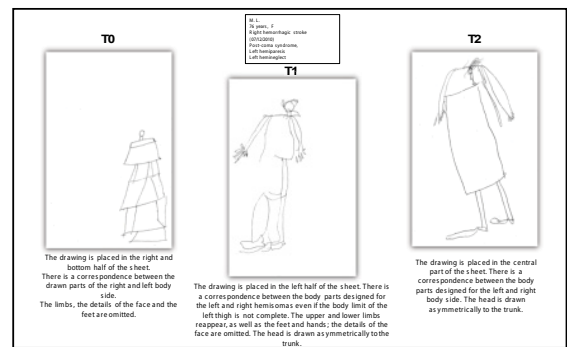 M. L.
76 years, F
Right hemorrhagic stroke
(07/12/2010)
Post-coma syndrome,
Left hemiparesis
Left hemineglect
T0
T1
T2
The drawing is placed in the right and
bottom half of the sheet.
There is a correspondence between the
drawn parts of the right and left body
side.
The limbs, the details of the face and the
feet are omitted.
The drawing is placed in the left half of the sheet. There is
a correspondence between the body parts designed for
the left and right hemisomas even if the body limit of the
left thigh is not complete. The upper and lower limbs
reappear, as well as the feet and hands; the details of the
face are omitted. The head is drawn asymmetrically to the
trunk.
The drawing is placed in the central
part of the sheet. There is a
correspondence between the body
parts designed for the left and right
body side. The head is drawn
asymmetrically to the trunk.